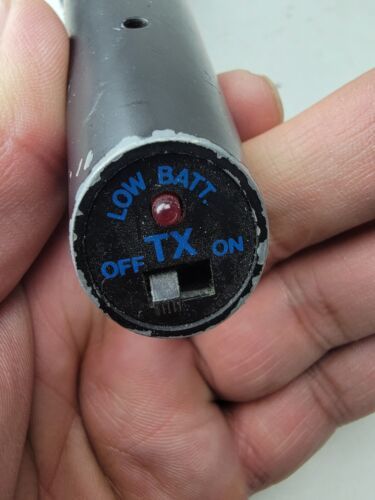 LOW BATT.
TX
OFF ON